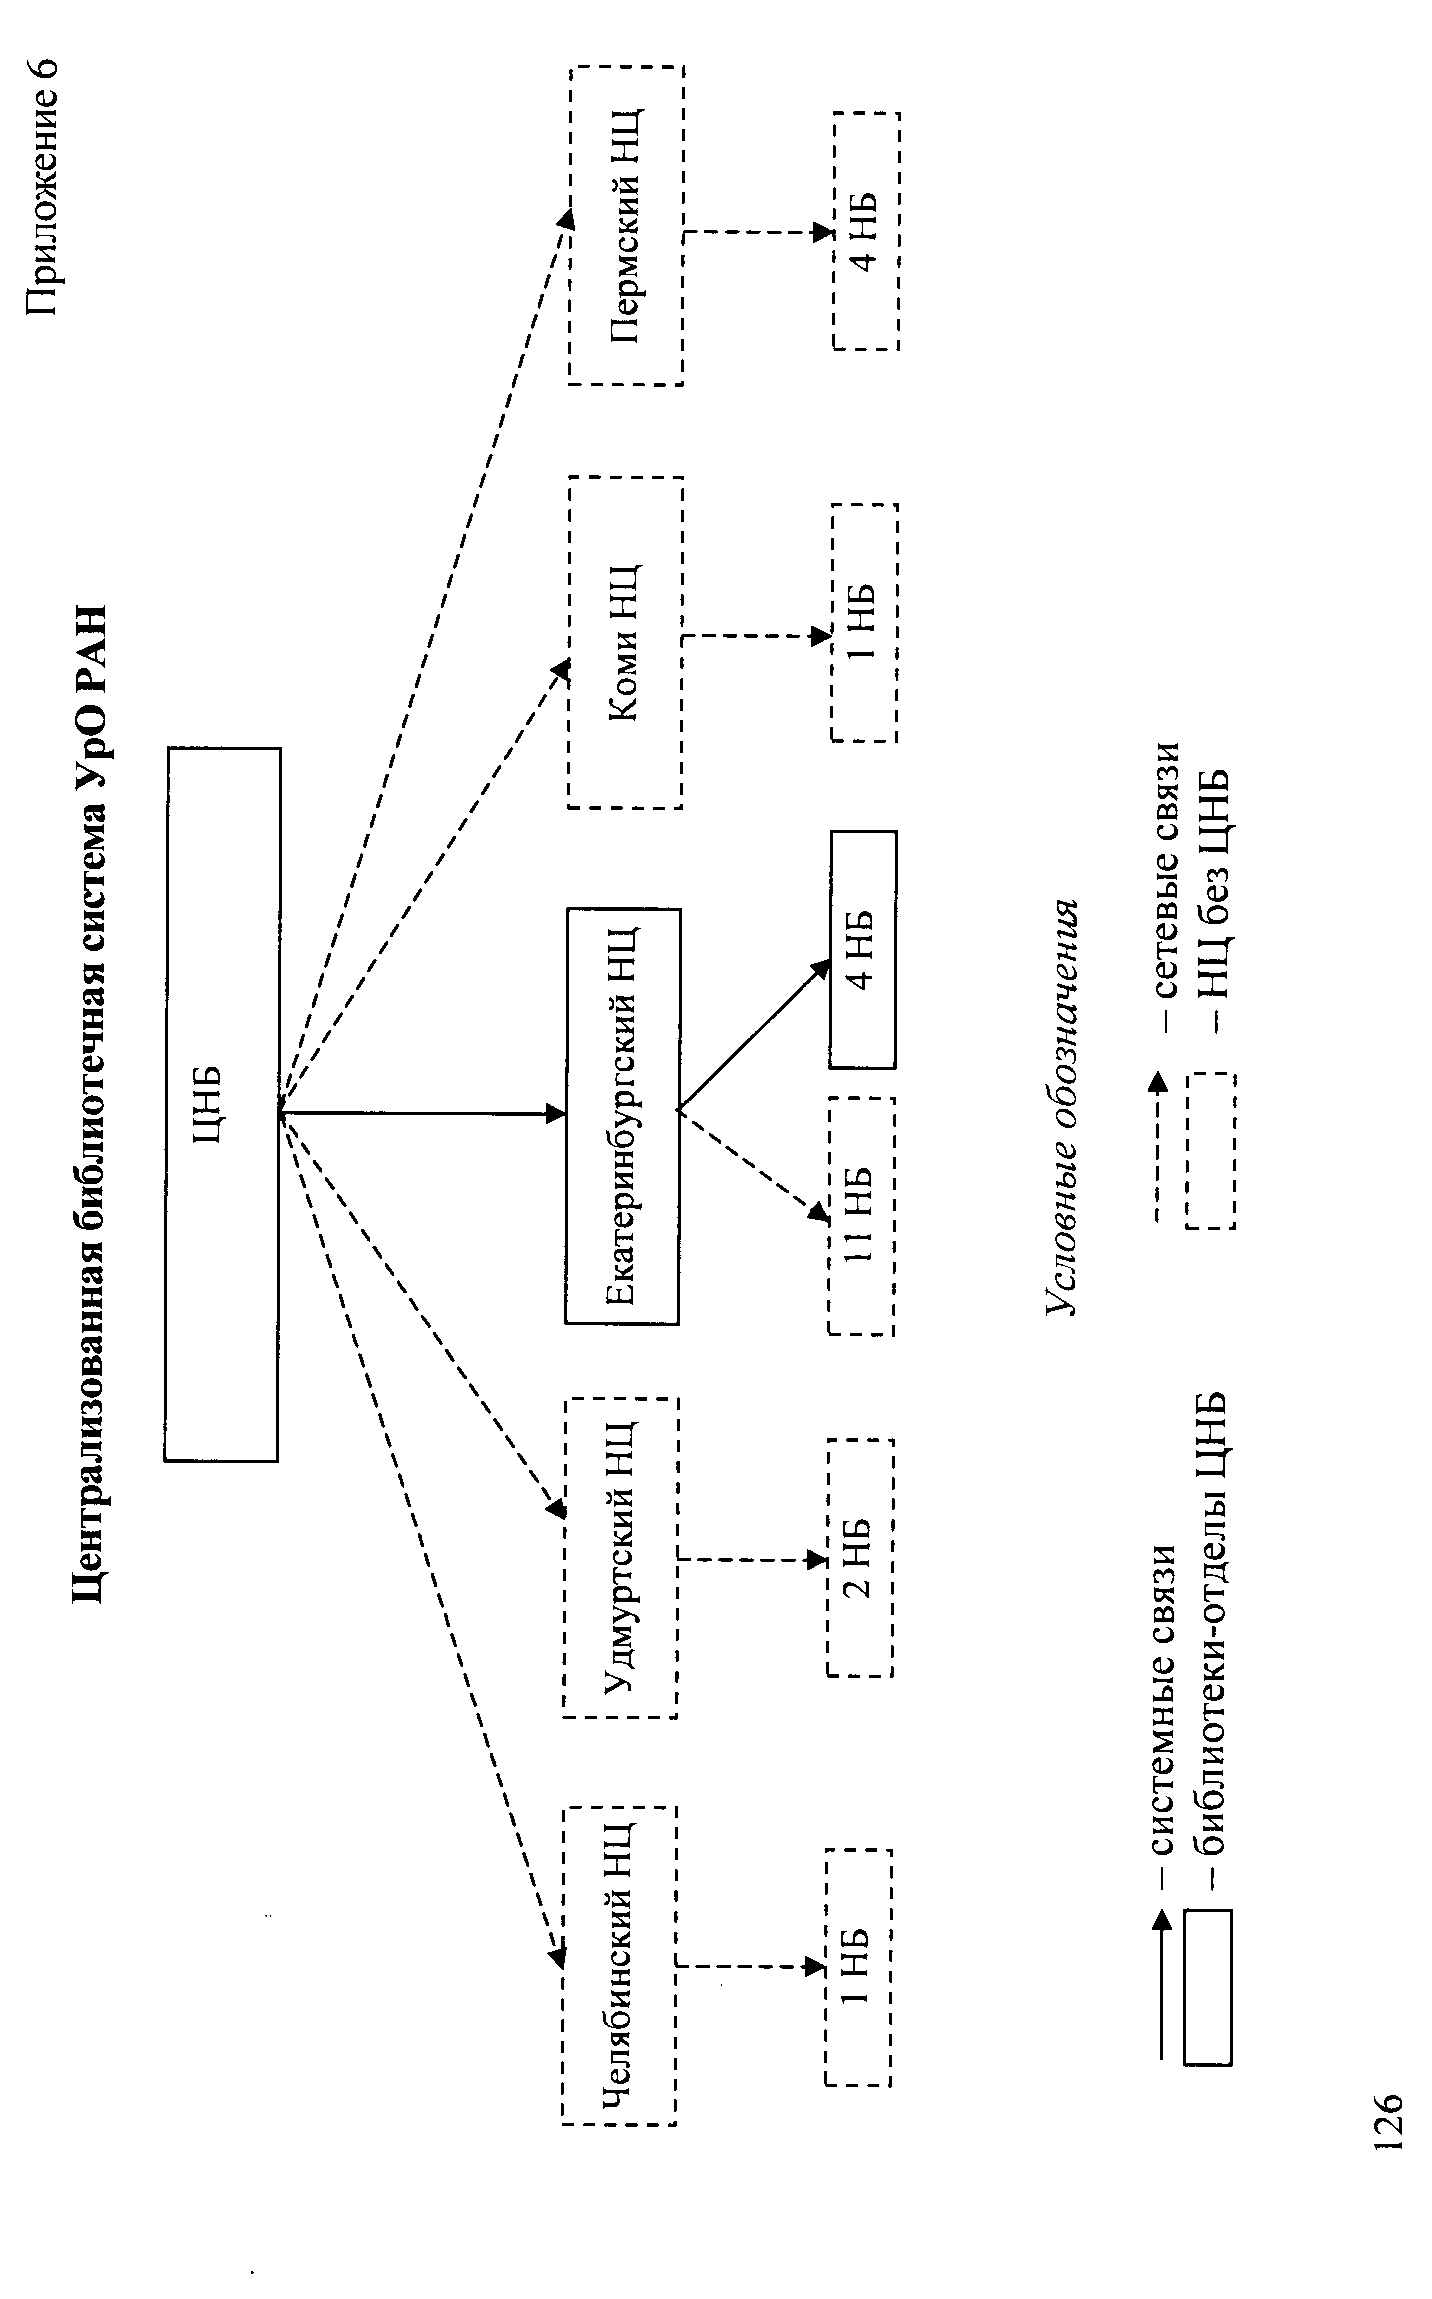 Приложение 6
Централизованная библиотечная система УрО РАН
ЦНБ
Челябинский НЦ
Удмуртский НЦ
Екатеринбургский НЦ
Коми НЦ
Пермский НЦ
1 НБ
2 НБ
11 НБ
4 НБ
1 НБ
4 НБ
Условные обозначения
– системные связи
– сетевые связи
– библиотеки-отделы ЦНБ
– НЦ без ЦНБ
126